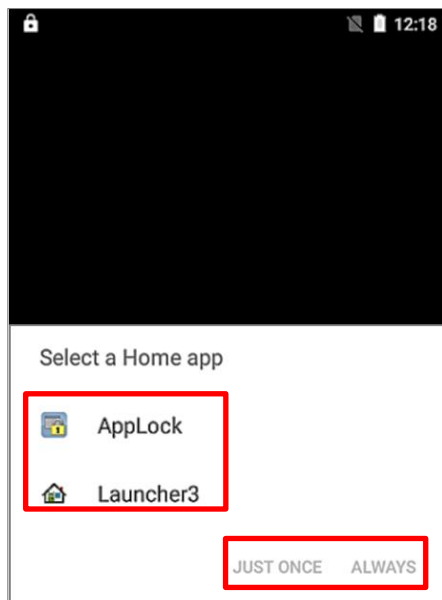 12:18
Select a Home app
AppLock
Launcher3
JUST ONCE ALWAYS